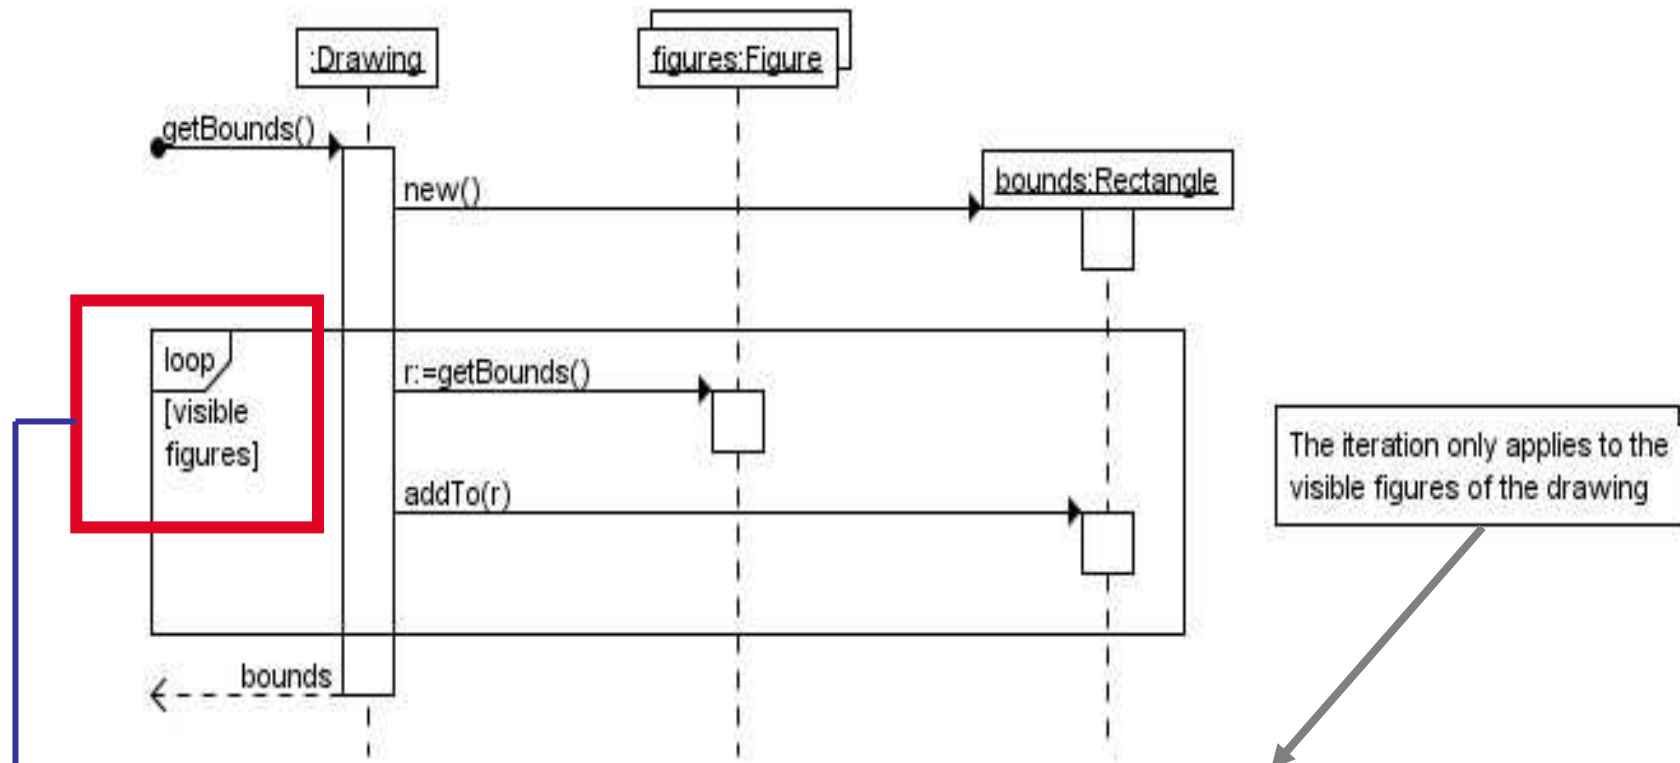 :Drawing
figures:Figure
getBounds()
new()
bounds:Rectangle
loop
[visible
figures]
r:=getBounds()
addTo(r)
The iteration only applies to the
visible figures of the drawing
bounds